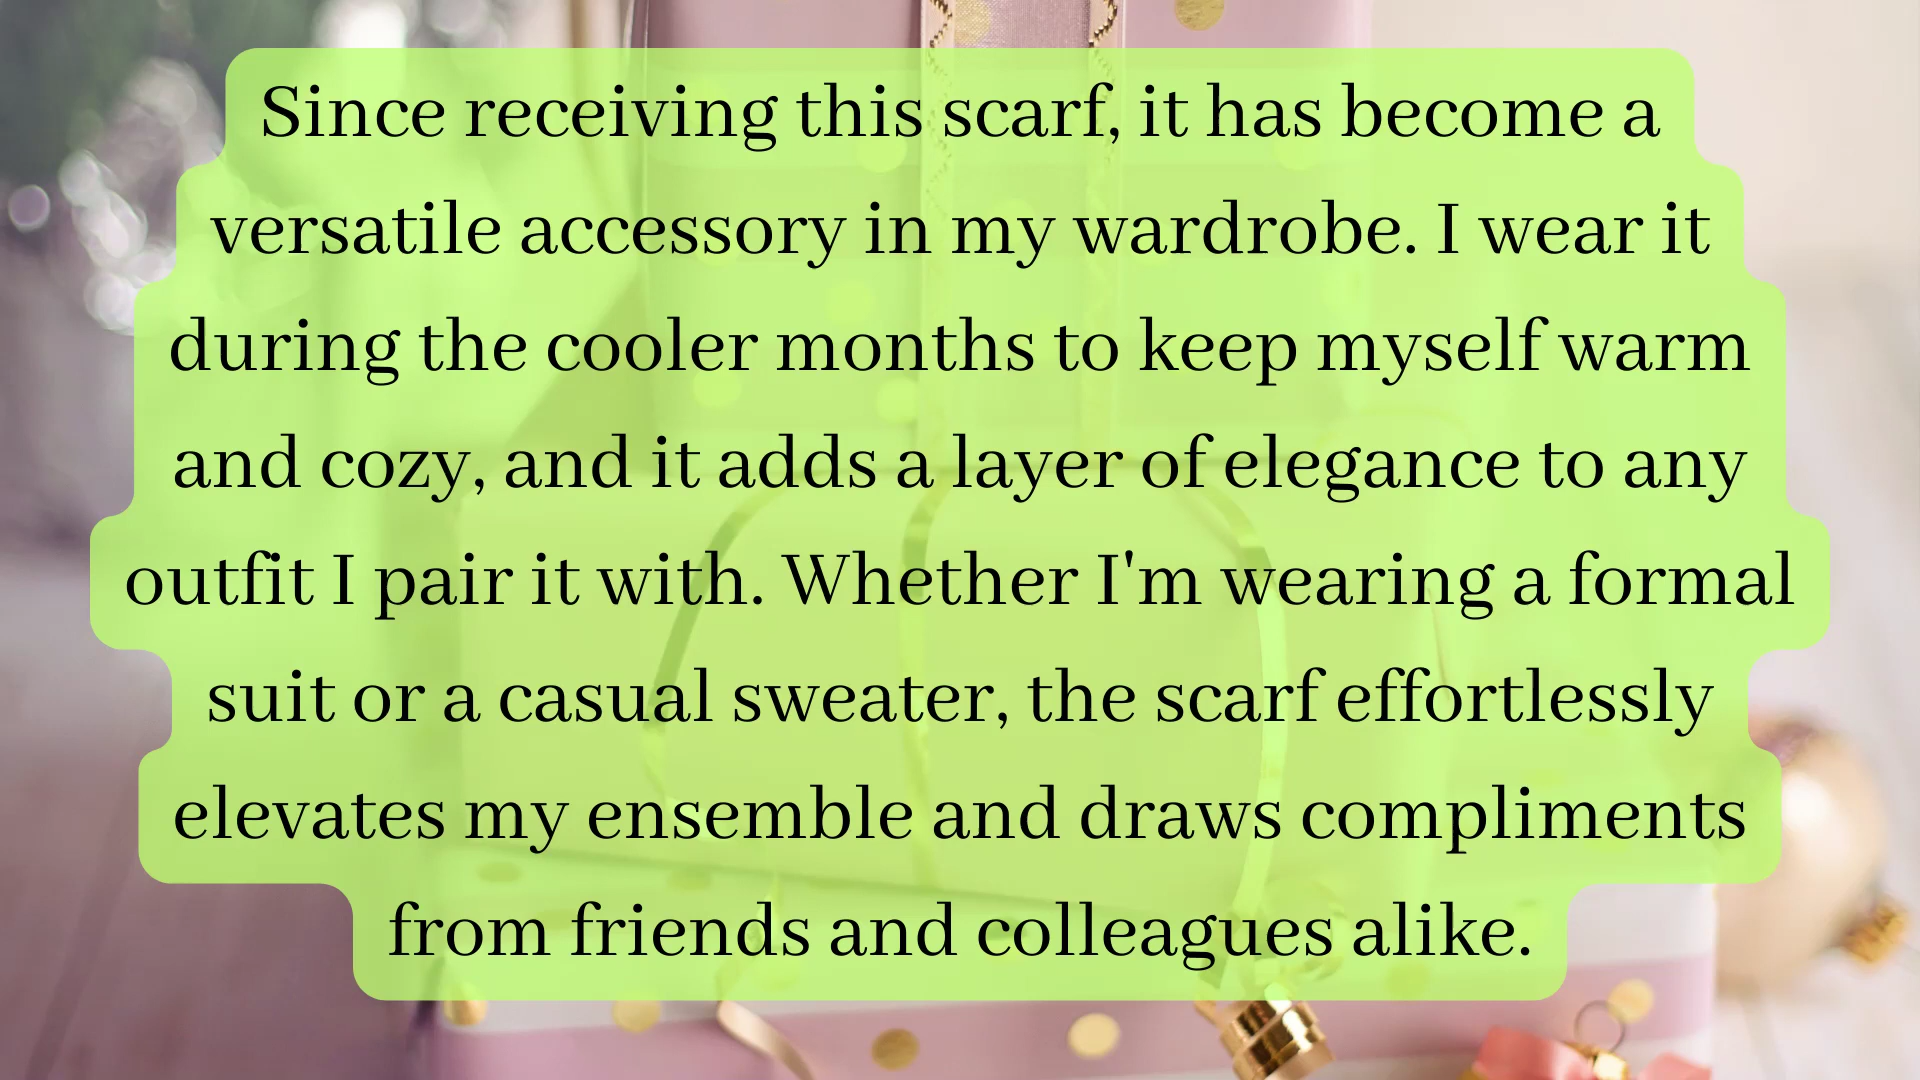 Since receiving this scarf, it has become a
versatile accessory in my wardrobe. I wear it
during the cooler months to keep myself warm
and cozy, and it adds a layer of elegance to any
outfit I pair it with. Whether I'm wearing a formal
suit or a casual sweater, the scarf effortlessly
elevates my ensemble and draws compliments
from friends and colleagues alike.